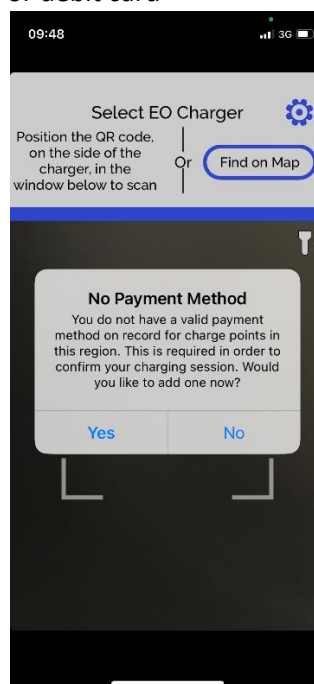 or debit card
09:48
3G
Select EO Charger
Position the QR code,
on the side of the
charger, in the
window below to scan
Or
Find on Map
No Payment Method
You do not have a valid payment
method on record for charge points in
this region. This is required in order to
confirm your charging session. Would
you like to add one now?
Yes
No